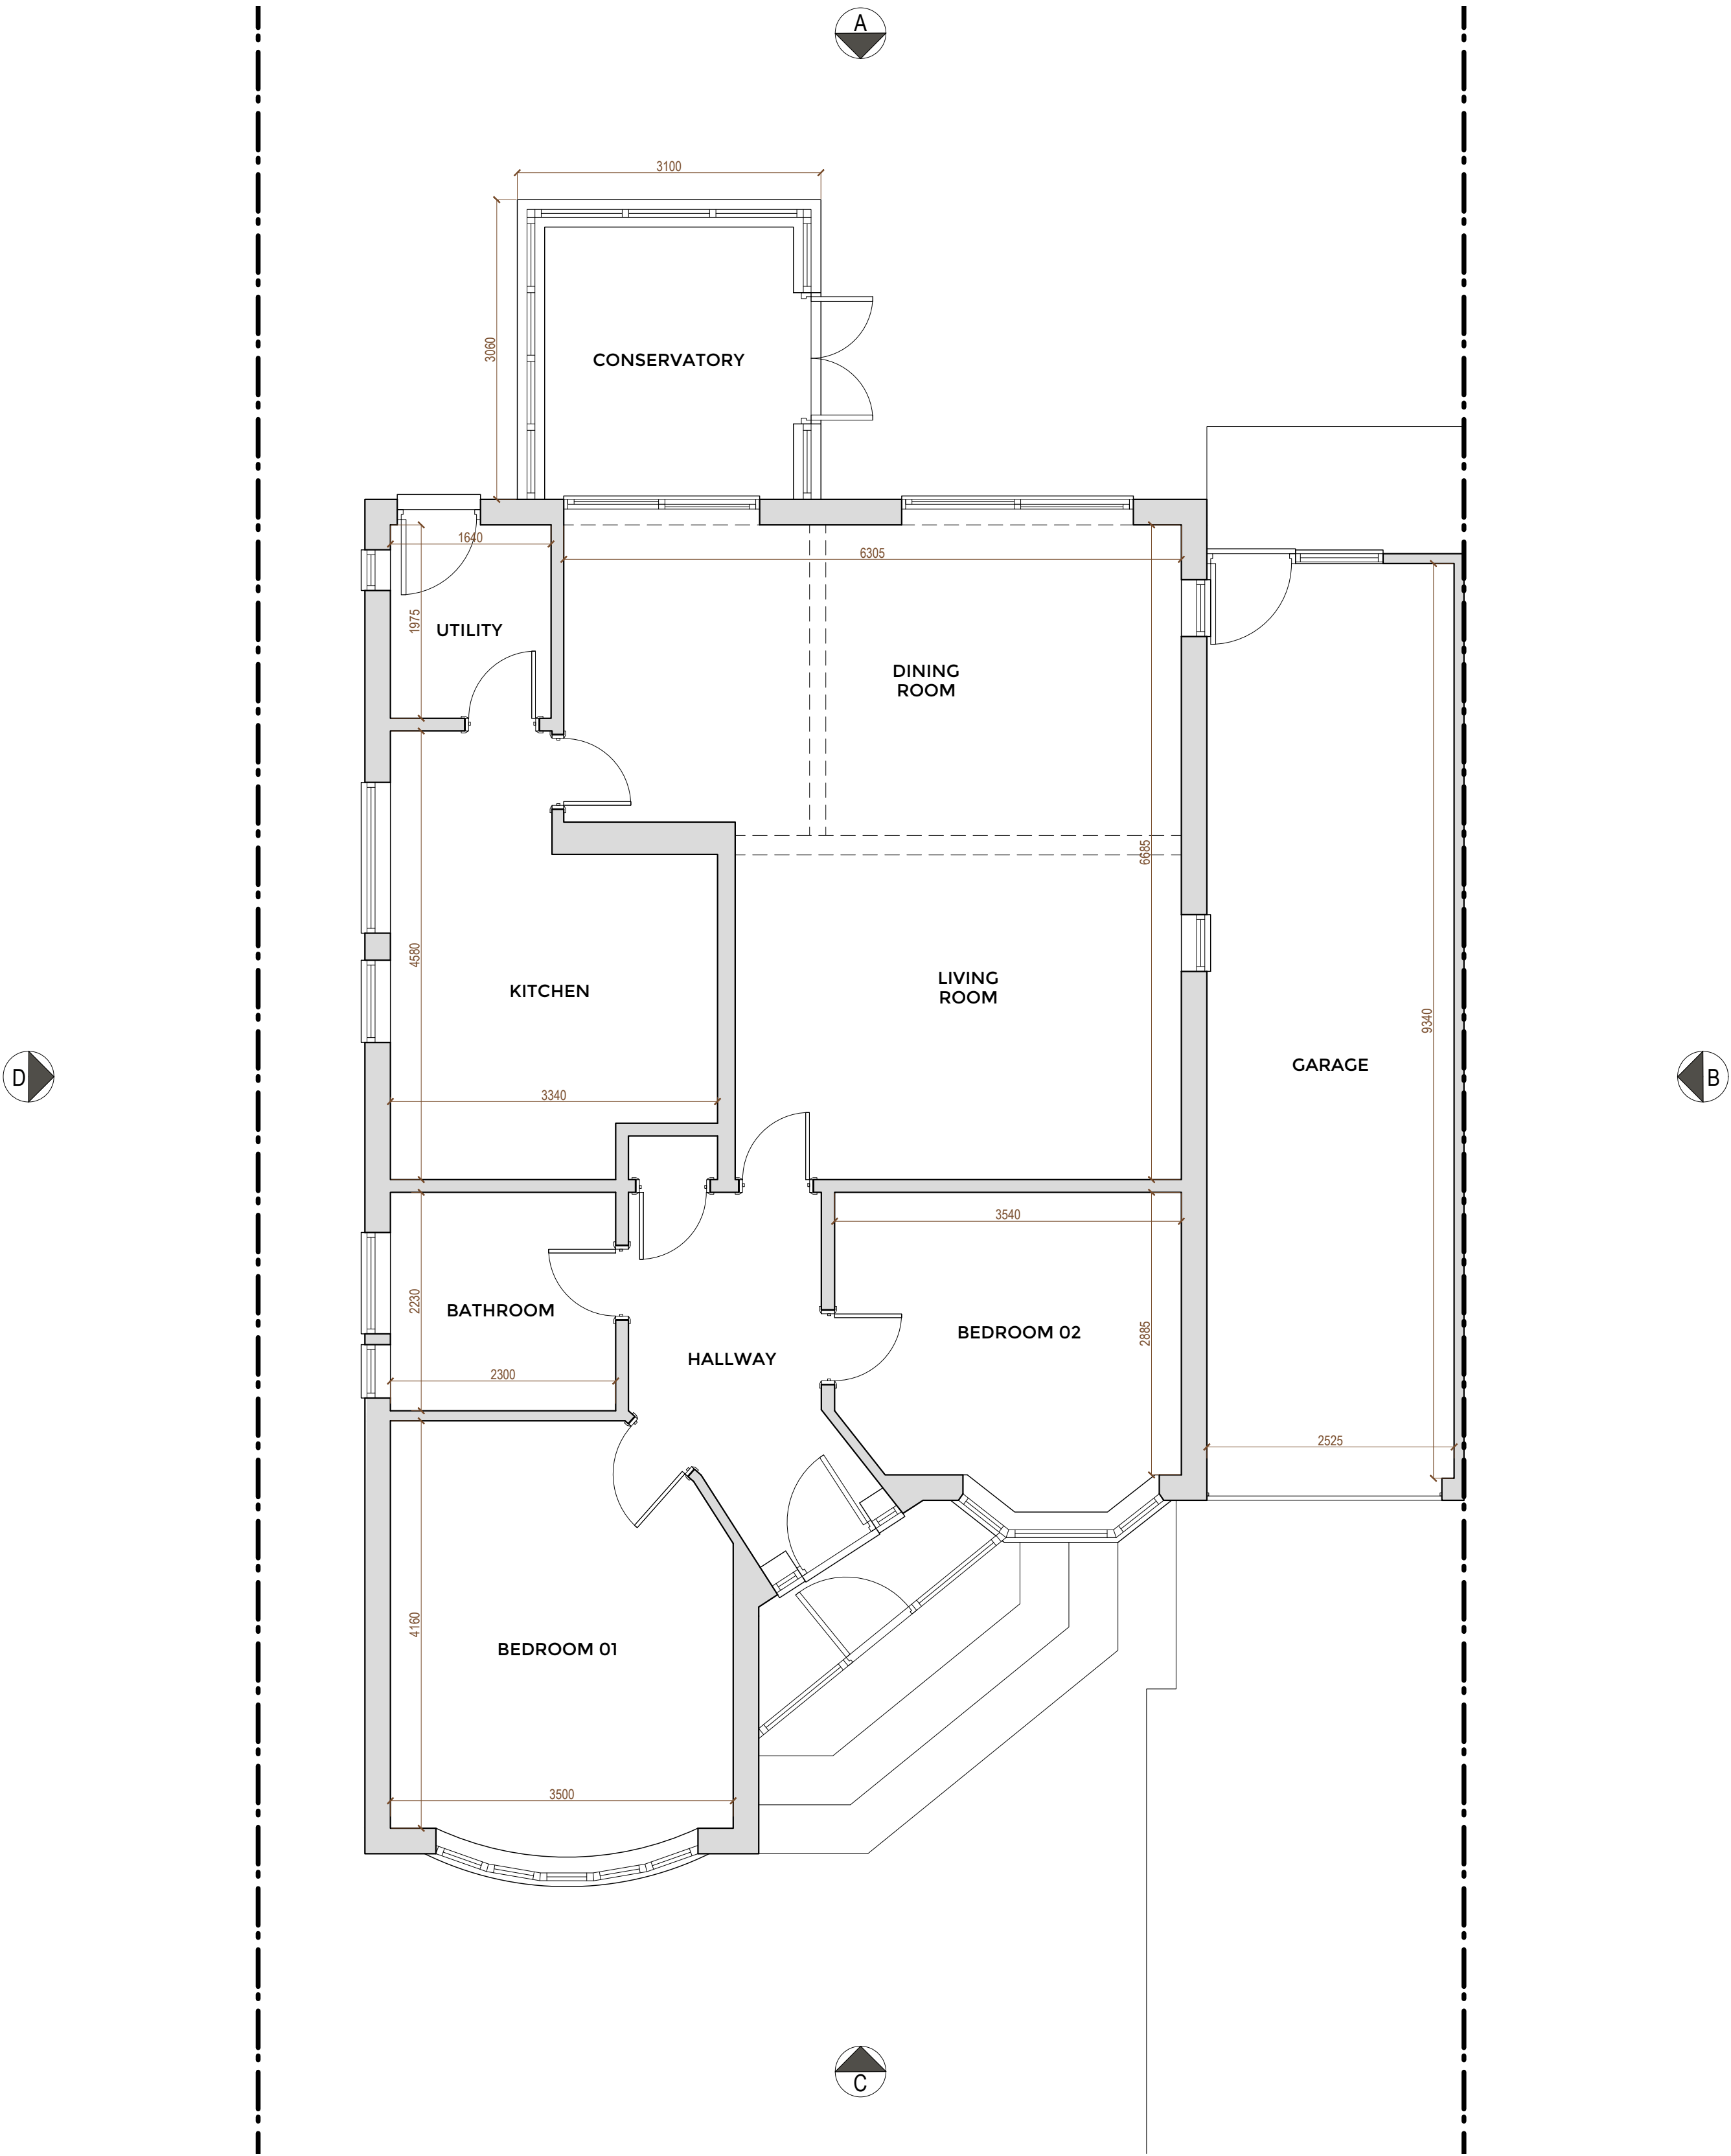 A
3100
3060
CONSERVATORY
1640
6305
1975
UTILITY
DINING
ROOM
6685
4580
KITCHEN
LIVING
ROOM
9340
GARAGE
D
B
3340
3540
2230
BATHROOM
BEDROOM 02
2885
HALLWAY
2300
2525
4160
BEDROOM 01
3500
C